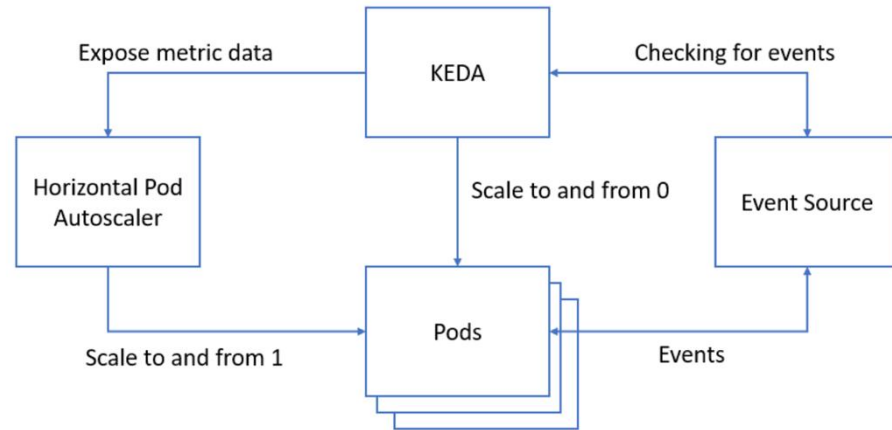 Expose metric data
KEDA
Checking for events
Horizontal Pod
Autoscaler
Scale to and from 0
Event Source
Pods
Scale to and from 1
Events